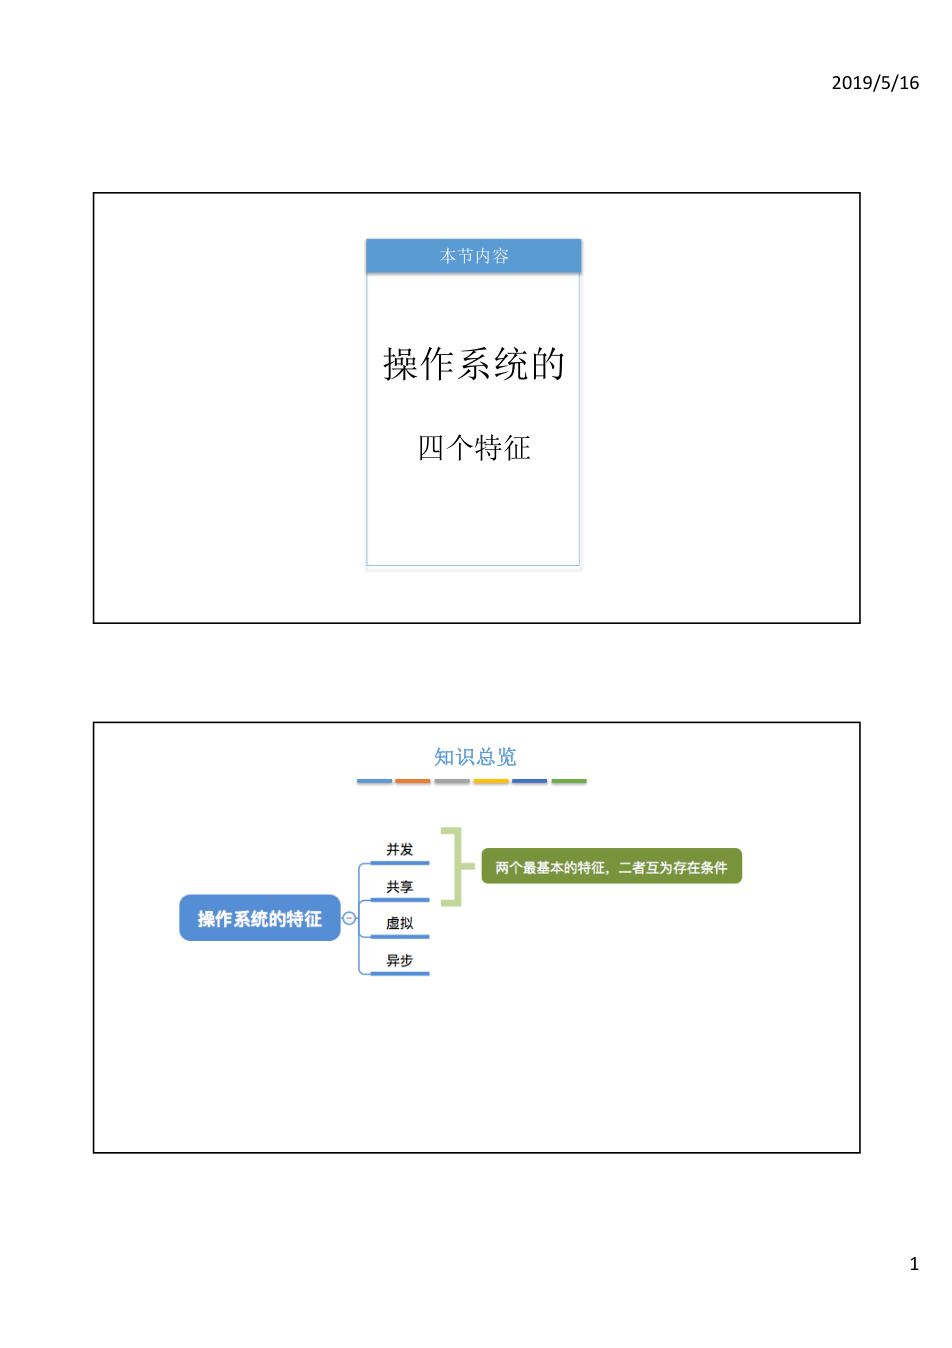 2019/5/16
本节内容
操作系统的
四个特征
知识总览
操作系统的特征
并发
共享
虚拟
异步
两个最基本的特征，二者互为存在条件
1